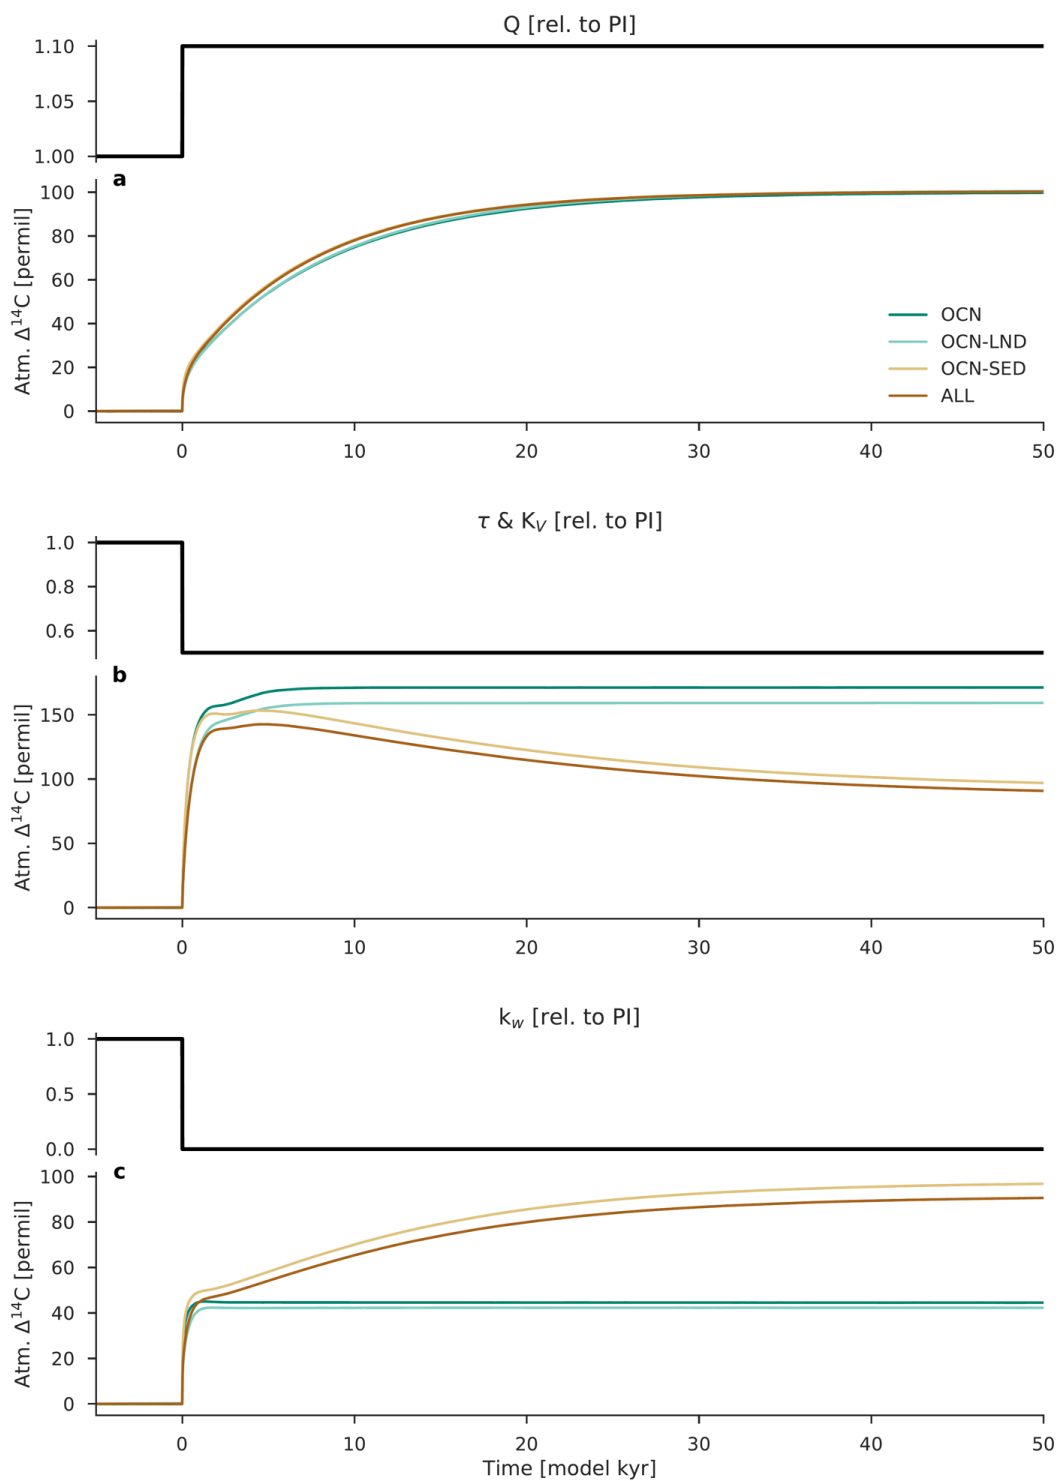 Q [rel. to PI]
1.10
1.05
1.00
a
100
80
60
40
20
0
Atm. Δ¹⁴C [permil]
OCN
OCN-LND
OCN-SED
ALL
0 10 20 30 40 50
τ & K_V [rel. to PI]
1.0
0.8
0.6
b
150
100
50
0
Atm. Δ¹⁴C [permil]
0 10 20 30 40 50
k_w [rel. to PI]
1.0
0.5
0.0
c
100
80
60
40
20
0
Atm. Δ¹⁴C [permil]
0 10 20 30 40 50
Time [model kyr]